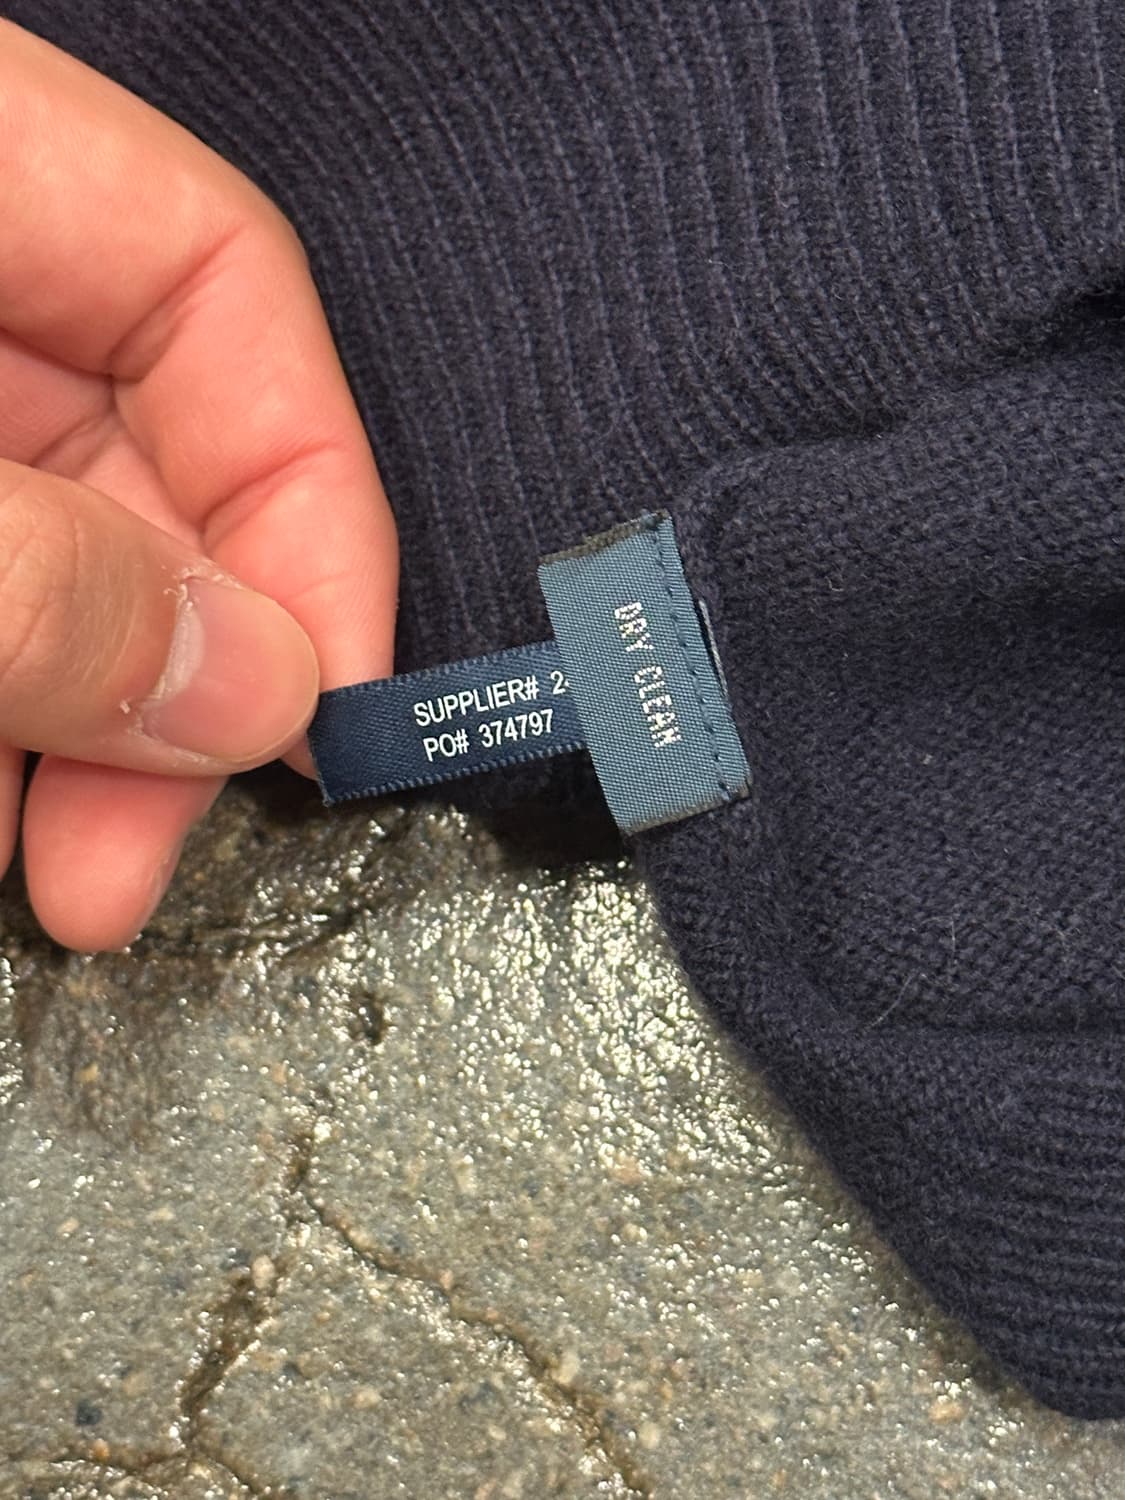 SUPPLIER# 2
PO# 374797
DRY CLEAN